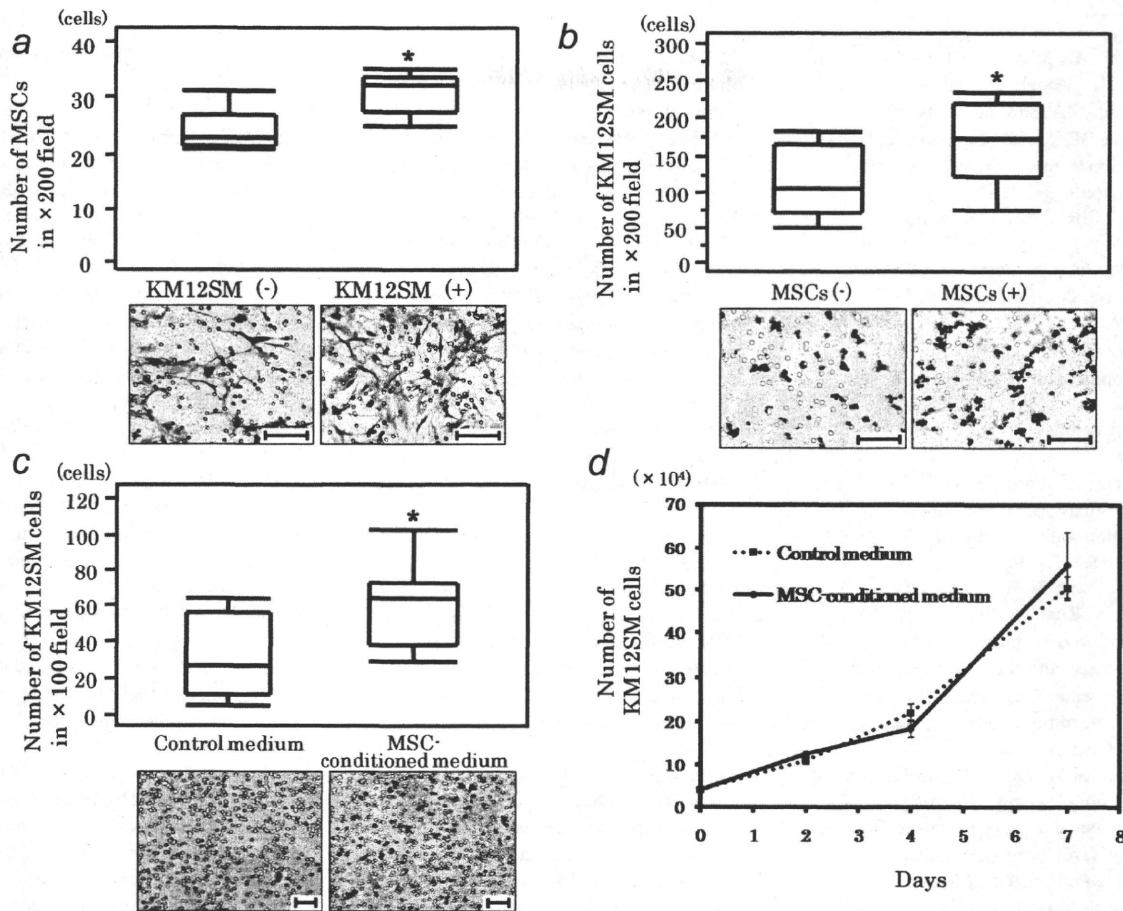 a
(cells)
Number of MSCs
in ×200 field
40
30
20
10
0
*
KM12SM (-)
KM12SM (+)
b
(cells)
Number of KM12SM cells
in ×200 field
300
250
200
150
100
50
0
*
MSCs (-)
MSCs (+)
c
(cells)
Number of KM12SM cells
in ×100 field
120
100
80
60
40
20
0
*
Control medium
MSC-
conditioned medium
d
(×10⁴)
Number of
KM12SM cells
70
60
50
40
30
20
10
0
Control medium
MSC-conditioned medium
0 1 2 3 4 5 6 7 8
Days